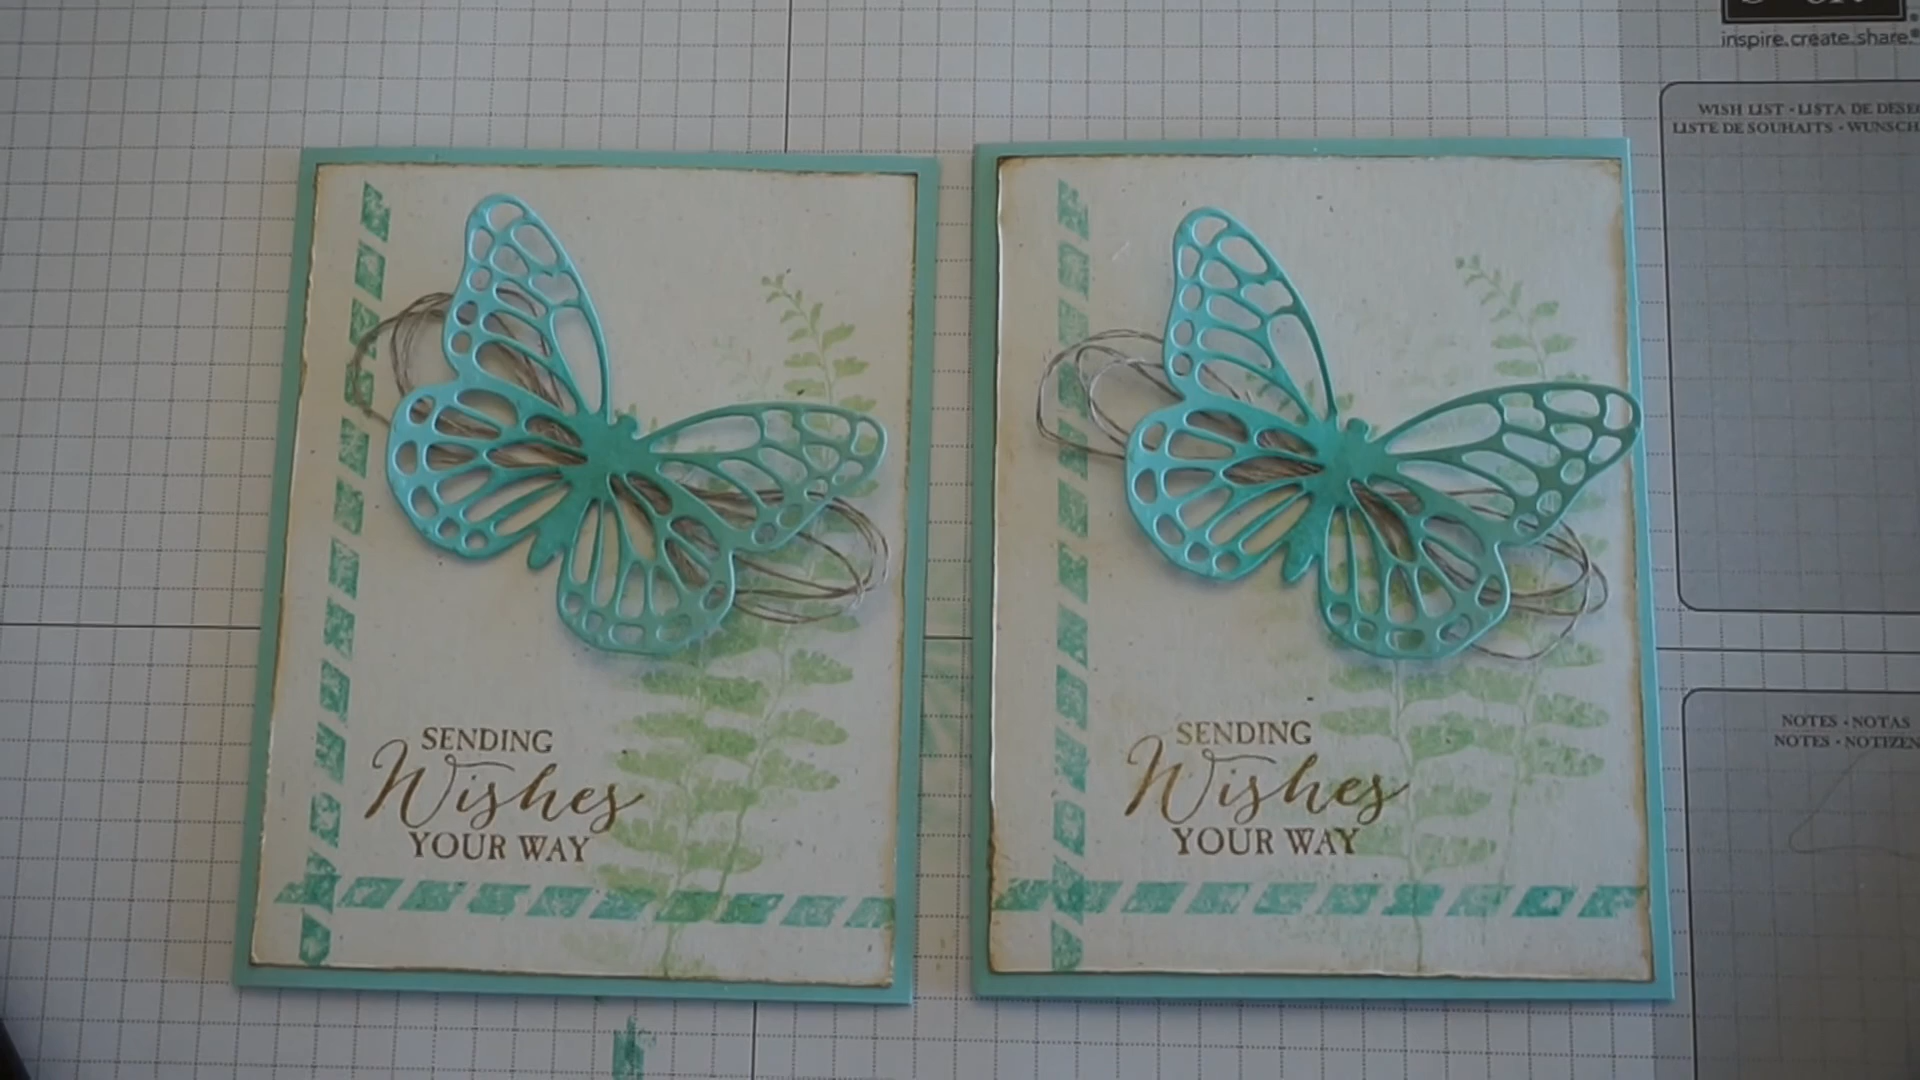 SENDING
Wishes
YOUR WAY
SENDING
Wishes
YOUR WAY
inspire.create.share.®
WISH LIST • LISTA DE DESE
LISTE DE SOUHAITS • WUNSCH
NOTES • NOTAS
NOTES • NOTIZEN